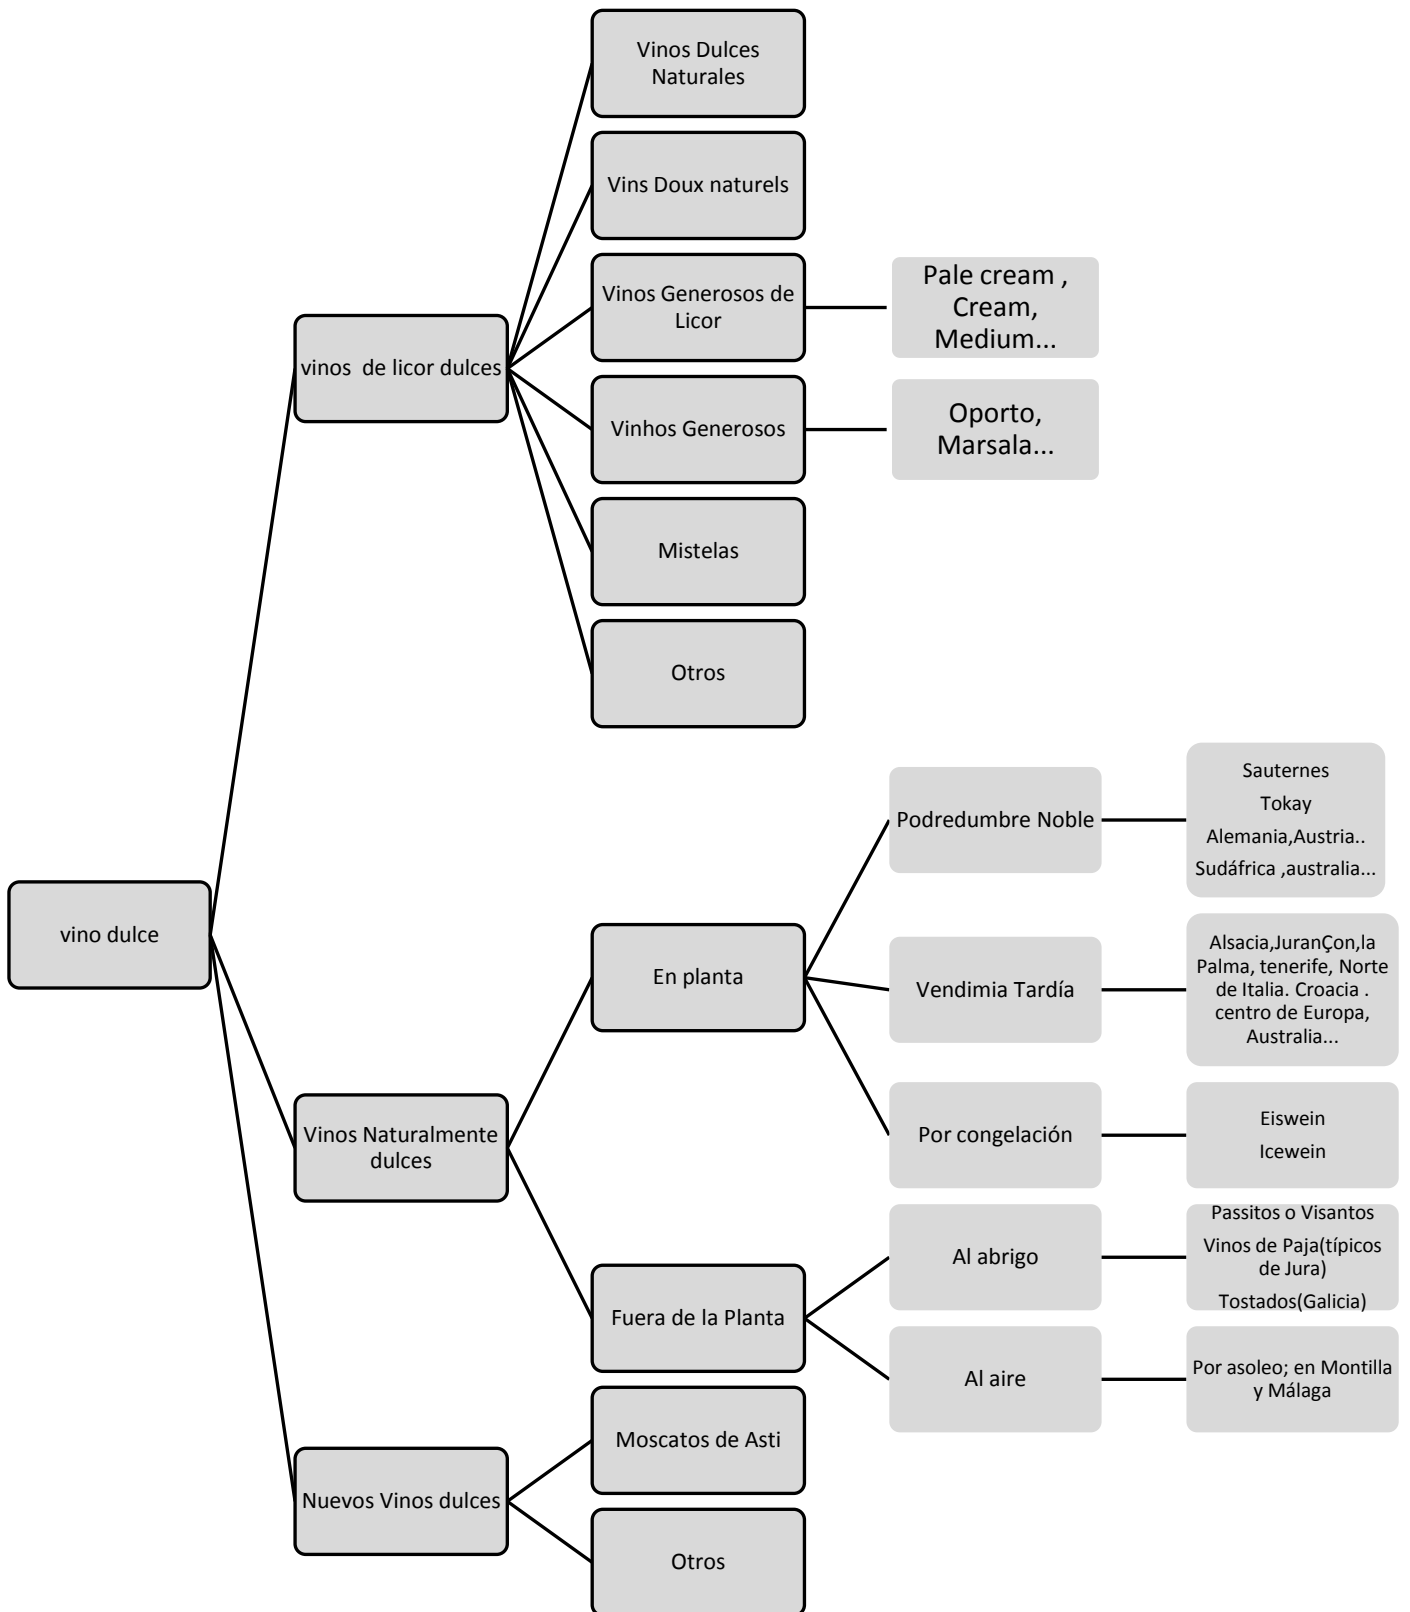 Vinos Dulces
Naturales
Vins Doux naturels
Vinos Generosos de
Licor
Pale cream ,
Cream,
Medium...
vinos  de licor dulces
Vinhos Generosos
Oporto,
Marsala...
Mistelas
Otros
vino dulce
Vinos Naturalmente
dulces
En planta
Podredumbre Noble
Sauternes
Tokay
Alemania,Austria..
Sudáfrica ,australia...
Vendimia Tardía
Alsacia,JuranÇon,la
Palma, tenerife, Norte
de Italia. Croacia .
centro de Europa,
Australia...
Por congelación
Eiswein
Icewein
Fuera de la Planta
Al abrigo
Passitos o Visantos
Vinos de Paja(típicos
de Jura)
Tostados(Galicia)
Al aire
Por asoleo; en Montilla
y Málaga
Nuevos Vinos dulces
Moscatos de Asti
Otros